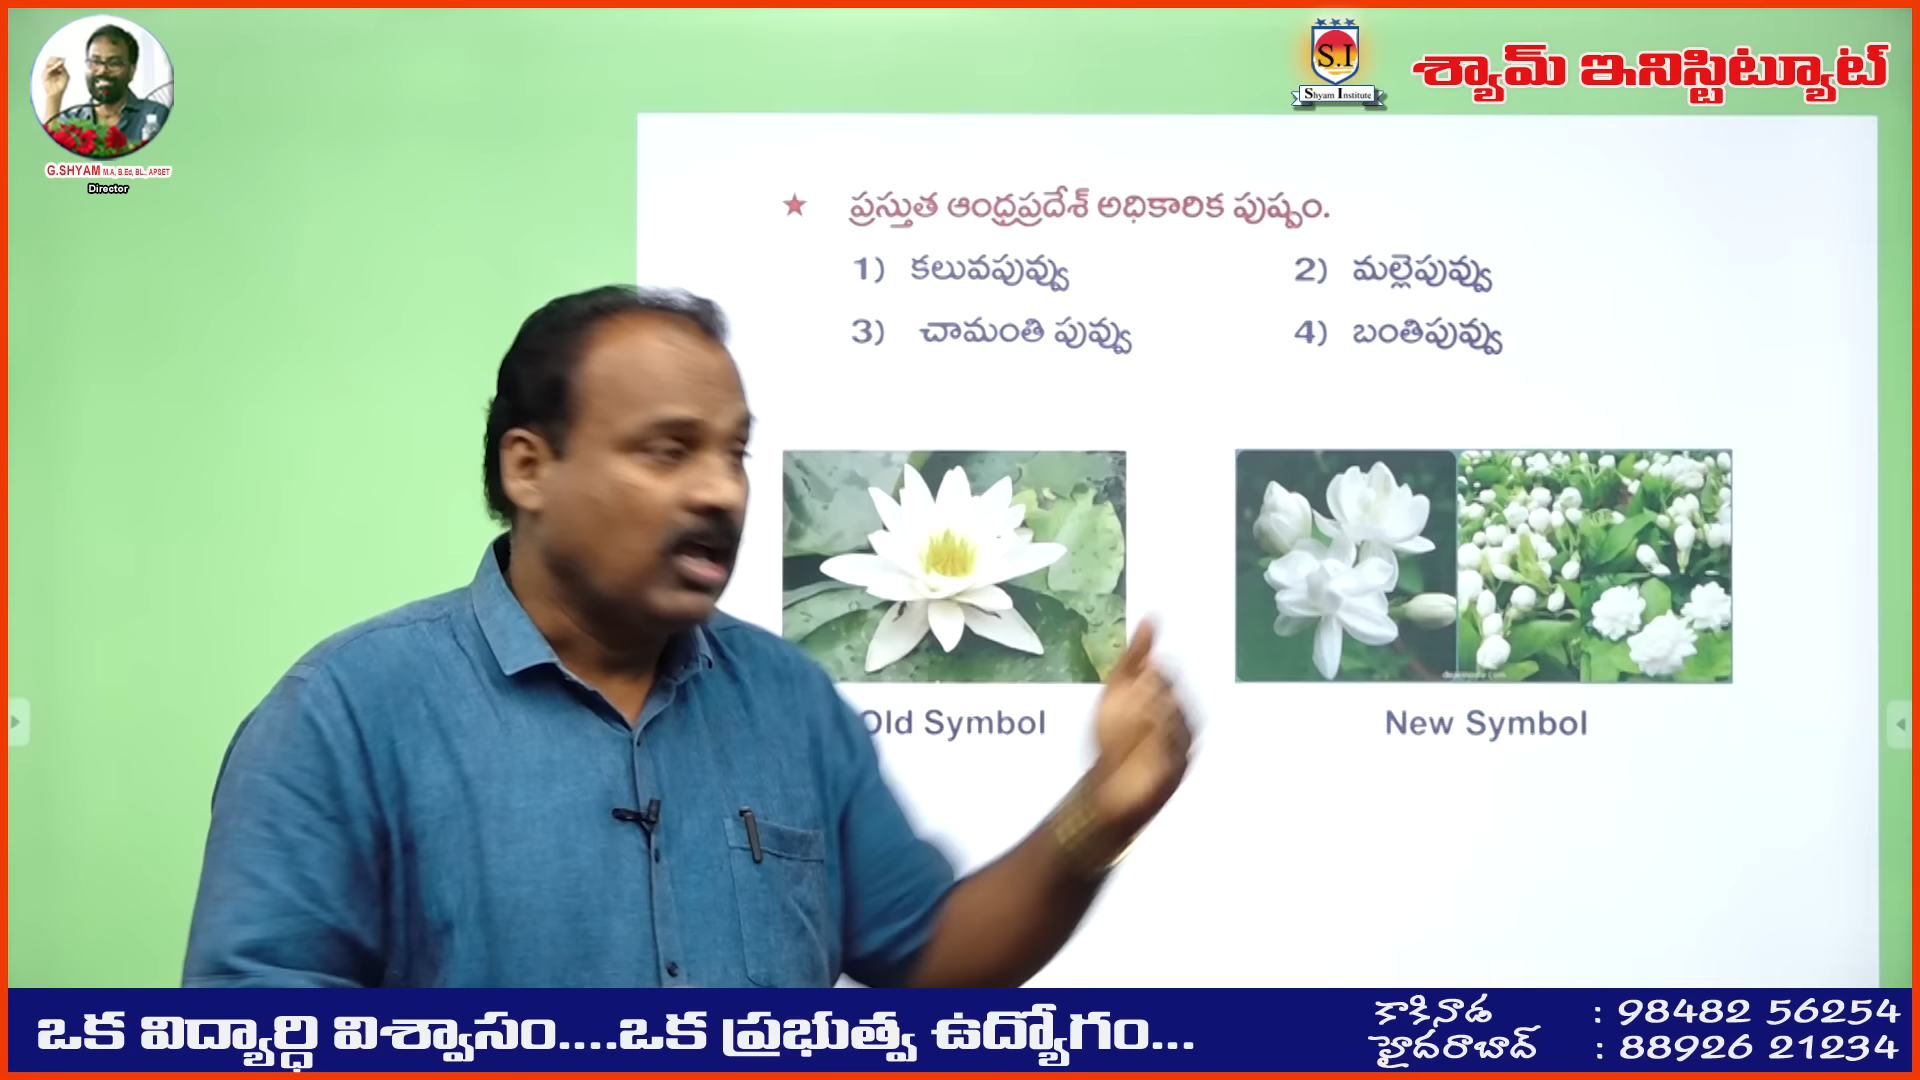 S.I
Shyam Institute
శ్యామ్ ఇనిస్టిట్యూట్
G.SHYAM M.A, B.Ed, BL., APSET
Director
★ ప్రస్తుత ఆంధ్రప్రదేశ్ అధికారిక పుష్పం.
1) కలువపువ్వు 2) మల్లెపువ్వు
3) చామంతి పువ్వు 4) బంతిపువ్వు
Old Symbol New Symbol
ఒక విద్యార్థి విశ్వాసం....ఒక ప్రభుత్వ ఉద్యోగం...
కాకినాడ : 98482 56254
హైదరాబాద్ : 88926 21234